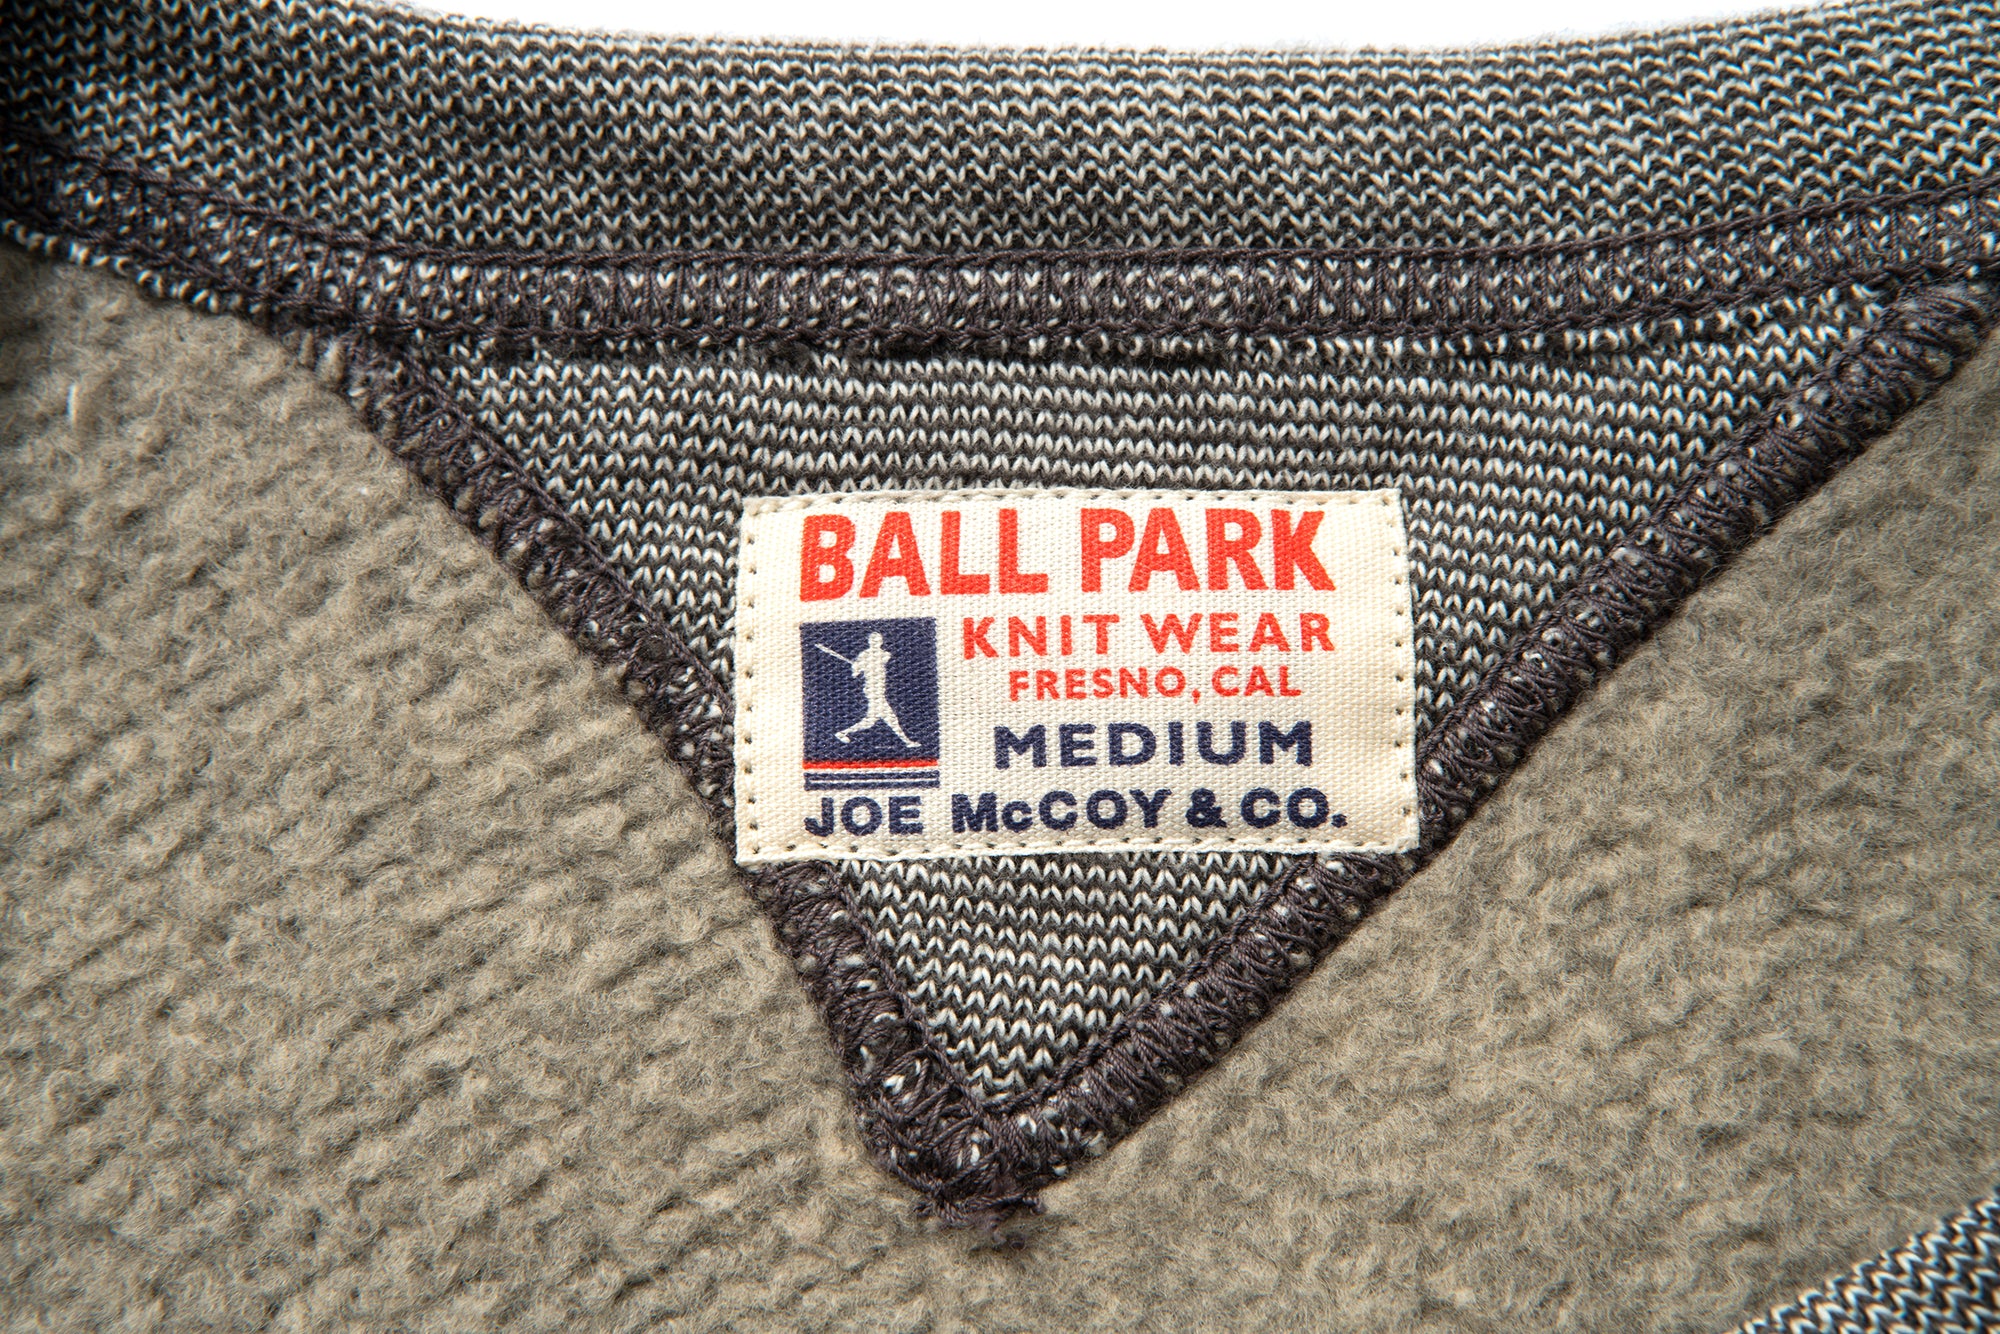 BALL PARK
KNIT WEAR
FRESNO, CAL
MEDIUM
JOE McCOY & CO.